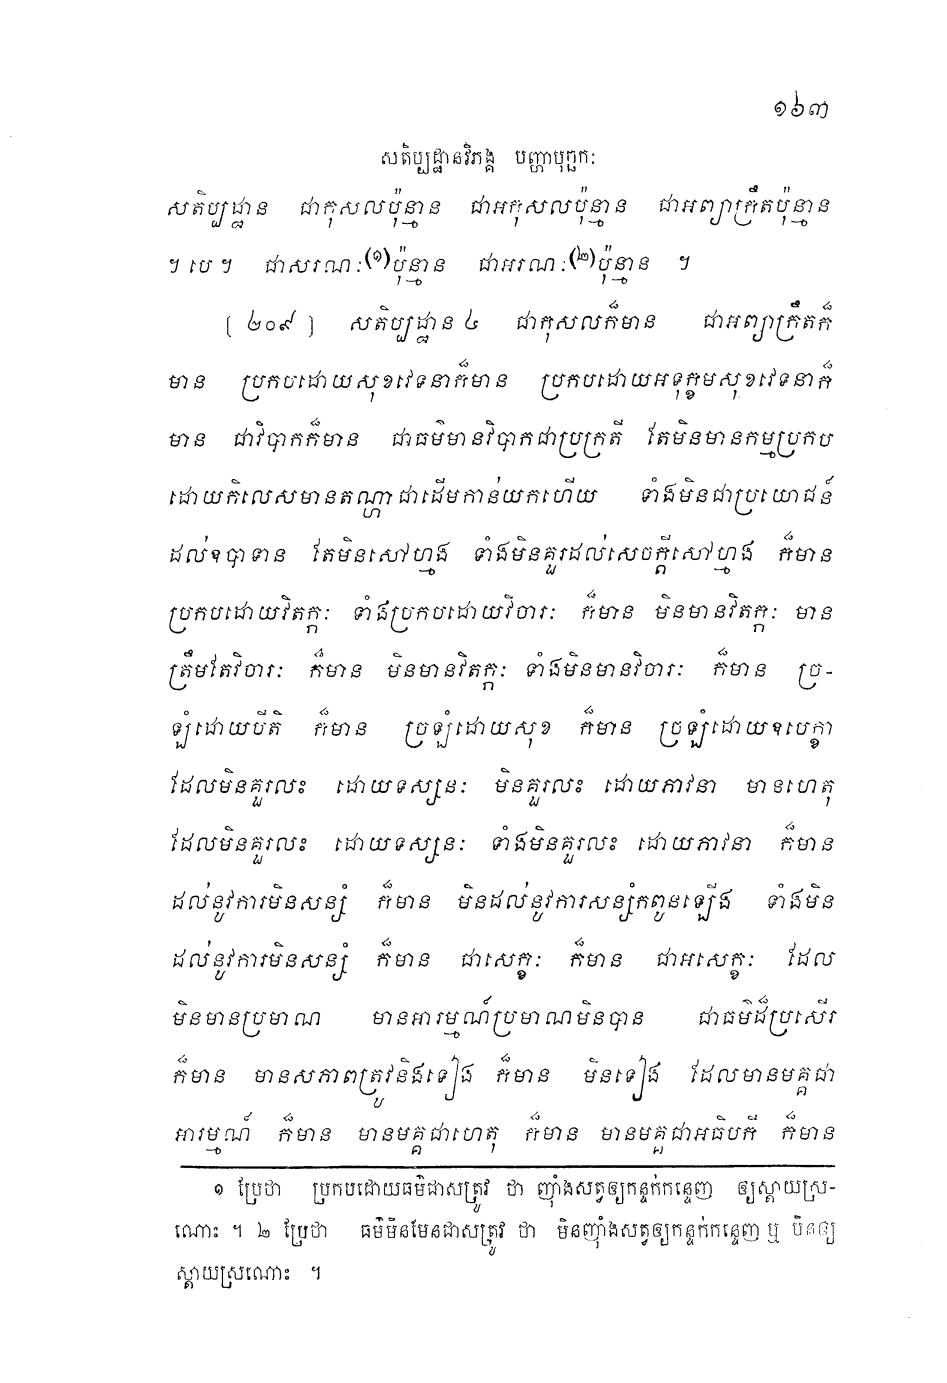 ១៦៣
សតិប្បដ្ឋានវិភង្គ បញ្ហាបុច្ឆកៈ
សតិប្បដ្ឋាន ជាកុសលប៉ុន្មាន ជាអកុសលប៉ុន្មាន ជាអព្យាក្រឹតប៉ុន្មាន
។ បេ ។ ជាសរណៈ(១)ប៉ុន្មាន ជាអរណៈ(២)ប៉ុន្មាន ។
[ ២០៩ ] សតិប្បដ្ឋាន ៤ ជាកុសលក៏មាន ជាអព្យាក្រឹតក៏
មាន ប្រកបដោយសុខវេទនាក៏មាន ប្រកបដោយអទុក្ខមសុខវេទនាក៏
មាន ជាវិបាកក៏មាន ជាធម៌មានវិបាកជាប្រក្រតី តែមិនមានកម្មប្រកប
ដោយកិលេសមានតណ្ហាជាដើមកាន់យកហើយ ទាំងមិនជាប្រយោជន៍
ដល់ឧបាទាន តែមិនសៅហ្មង ទាំងមិនគួរដល់សេចក្តីសៅហ្មង ក៏មាន
ប្រកបដោយវិតក្កៈ ទាំងប្រកបដោយវិចារៈ ក៏មាន មិនមានវិតក្កៈ មាន
ត្រឹមតែវិចារៈ ក៏មាន មិនមានវិតក្កៈ ទាំងមិនមានវិចារៈ ក៏មាន ច្រ-
ឡំដោយបីតិ ក៏មាន ច្រឡំដោយសុខ ក៏មាន ច្រឡំដោយឧបេក្ខា
ដែលមិនគួរលះ ដោយទស្សនៈ មិនគួរលះ ដោយភាវនា មានហេតុ
ដែលមិនគួរលះ ដោយទស្សនៈ ទាំងមិនគួរលះ ដោយភាវនា ក៏មាន
ដល់នូវការមិនសន្សំ ក៏មាន មិនដល់នូវការសន្សំកពូនឡើង ទាំងមិន
ដល់នូវការមិនសន្សំ ក៏មាន ជាសេក្ខៈ ក៏មាន ជាអសេក្ខៈ ដែល
មិនមានប្រមាណ មានអារម្មណ៍ប្រមាណមិនបាន ជាធម៌ដ៏ប្រសើរ
ក៏មាន មានសភាពត្រូវនិងទៀង ក៏មាន មិនទៀង ដែលមានមគ្គជា
អារម្មណ៍ ក៏មាន មានមគ្គជាហេតុ ក៏មាន មានមគ្គជាអធិបតី ក៏មាន
១ ប្រែថា ប្រកបដោយធម៌ជាសត្រូវ ថា ញ៉ាំងសត្វឲ្យកន្ទក់កន្ទេញ ឲ្យស្តាយស្រ-
ណោះ ។ ២ ប្រែថា ធម៌មិនមែនជាសត្រូវ ថា មិនញ៉ាំងសត្វឲ្យកន្ទក់កន្ទេញ ឬ មិនឲ្យ
ស្តាយស្រណោះ ។